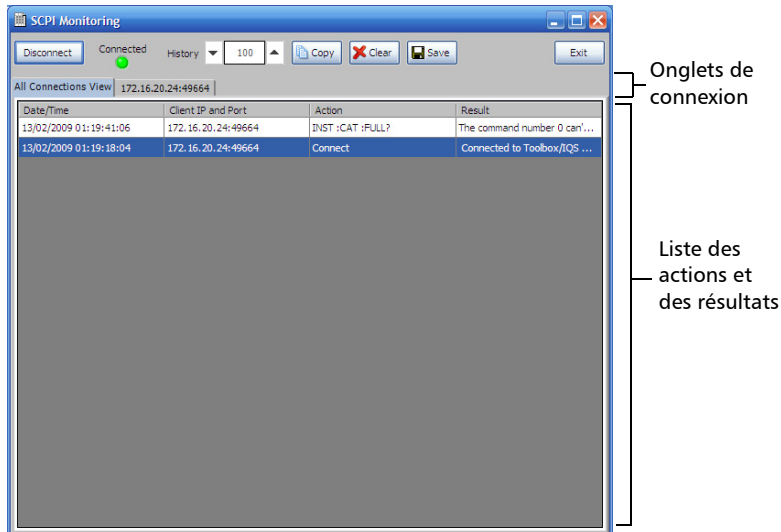 SCPI Monitoring
Disconnect Connected History 100 Copy Clear Save Exit
All Connections View 172.16.20.24:49664
Date/Time Client IP and Port Action Result
13/02/2009 01:19:41:06 172.16.20.24:49664 INST :CAT :FULL? The command number 0 can'...
13/02/2009 01:19:18:04 172.16.20.24:49664 Connect Connected to Toolbox/IQS ...
Onglets de
connexion
Liste des
actions et
des résultats